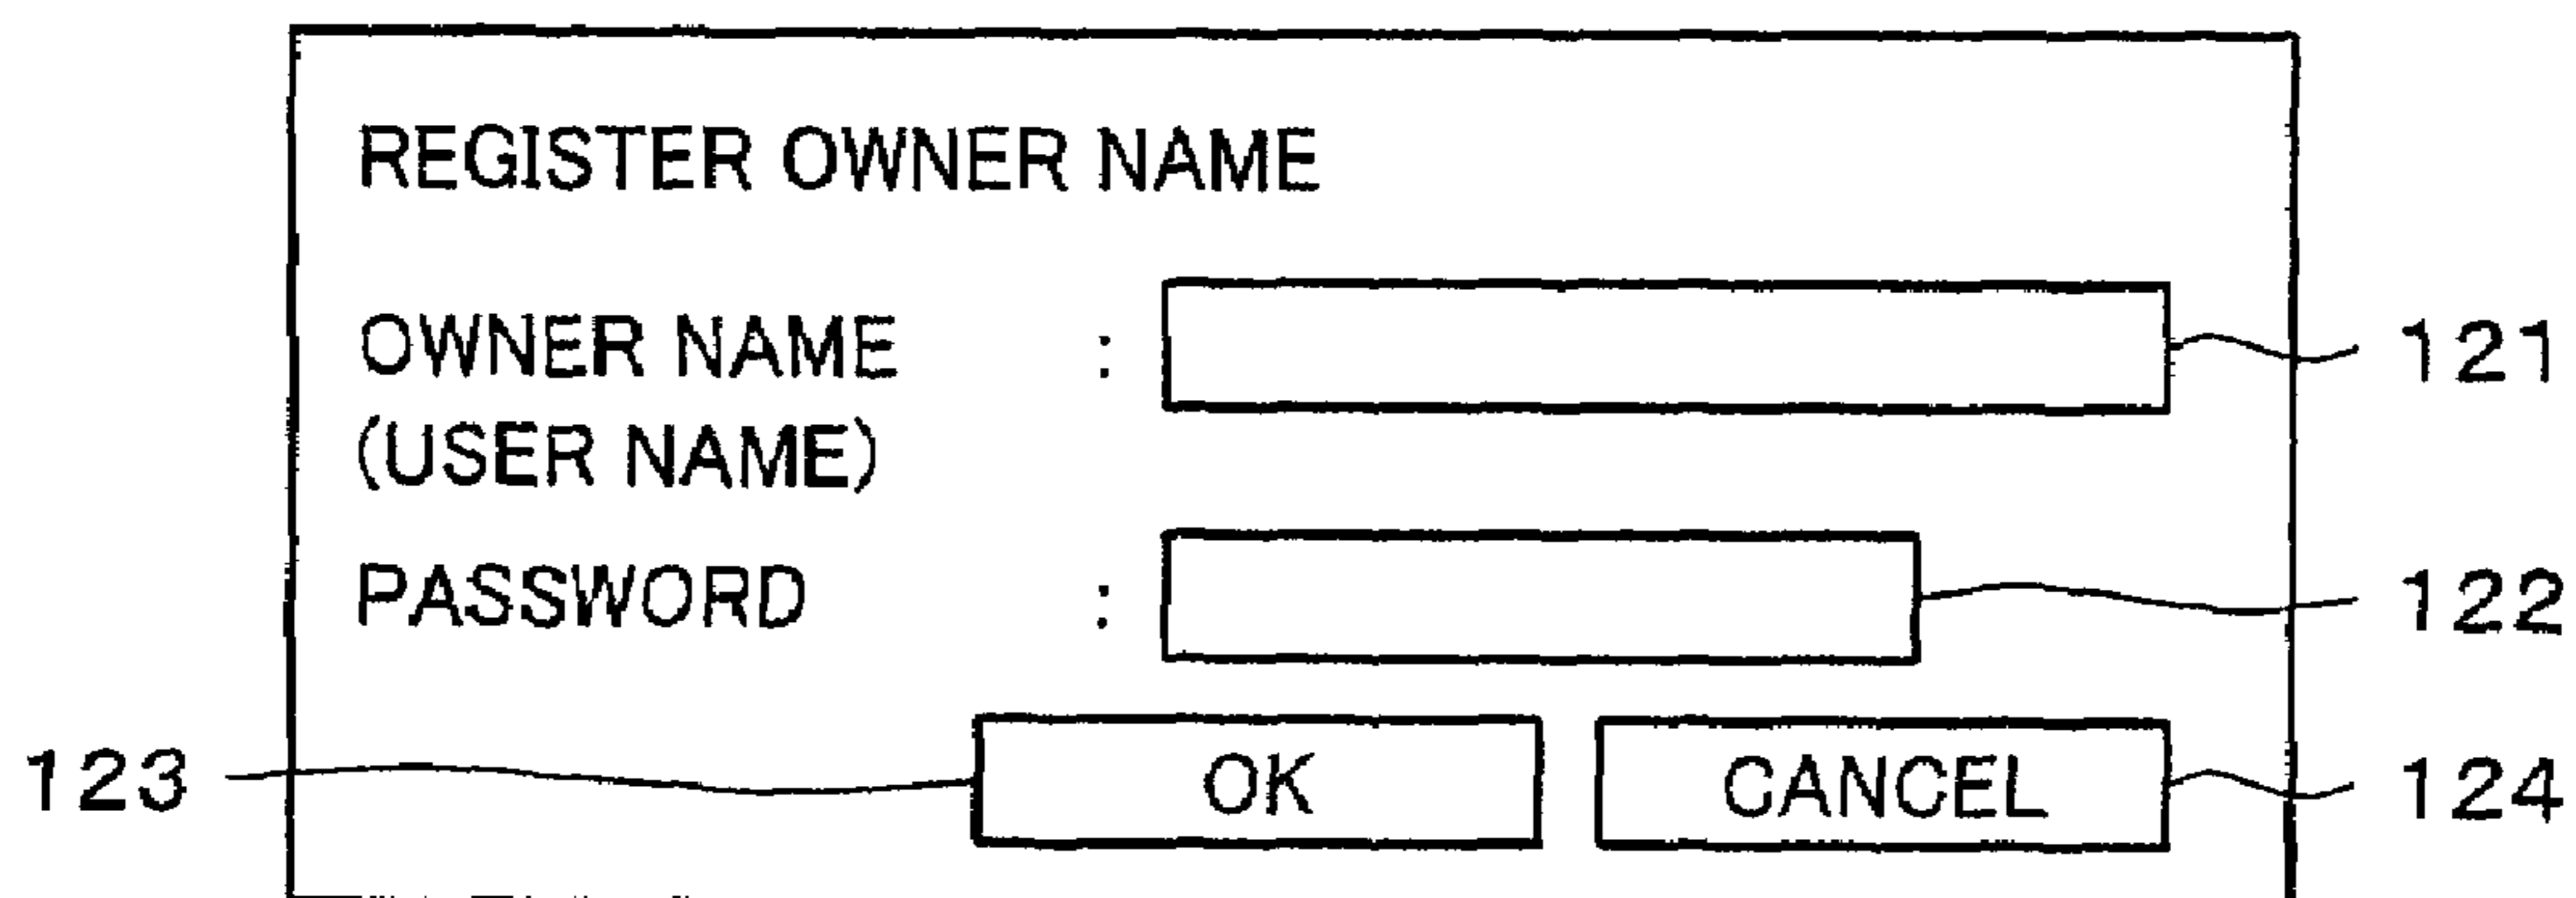 REGISTER OWNER NAME
OWNER NAME : 121
(USER NAME)
PASSWORD : 122
123 OK CANCEL 124